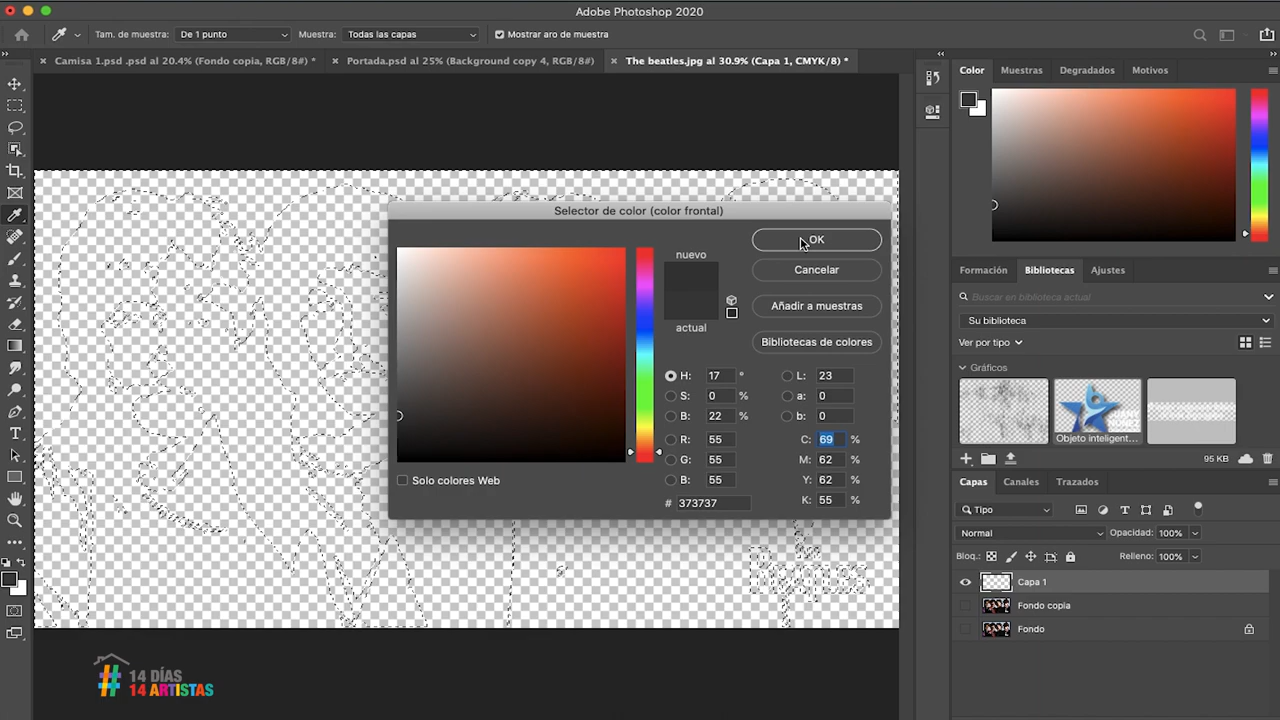 Adobe Photoshop 2020
Tam. de muestra: De 1 punto Muestra: Todas las capas Mostrar aro de muestra
Camisa 1.psd .psd al 20.4% (Fondo copia, RGB/8#) * Portada.psd al 25% (Background copy 4, RGB/8#) The beatles.jpg al 30.9% (Capa 1, CMYK/8) *
Color Muestras Degradados Motivos
Selector de color (color frontal)
nuevo
actual
OK
Cancelar
Añadir a muestras
Bibliotecas de colores
H: 17 ° L: 23
S: 0 % a: 0
B: 22 % b: 0
R: 55 C: 69 %
G: 55 M: 62 %
B: 55 Y: 62 %
# 373737 K: 55 %
Solo colores Web
Formación Bibliotecas Ajustes
Buscar en biblioteca actual
Su biblioteca
Ver por tipo
Gráficos
Objeto inteligent...
95 KB
Capas Canales Trazados
Tipo
Normal Opacidad: 100%
Bloq.: Relleno: 100%
Capa 1
Fondo copia
Fondo
The
BEATLES
# 14 DÍAS
14 ARTISTAS